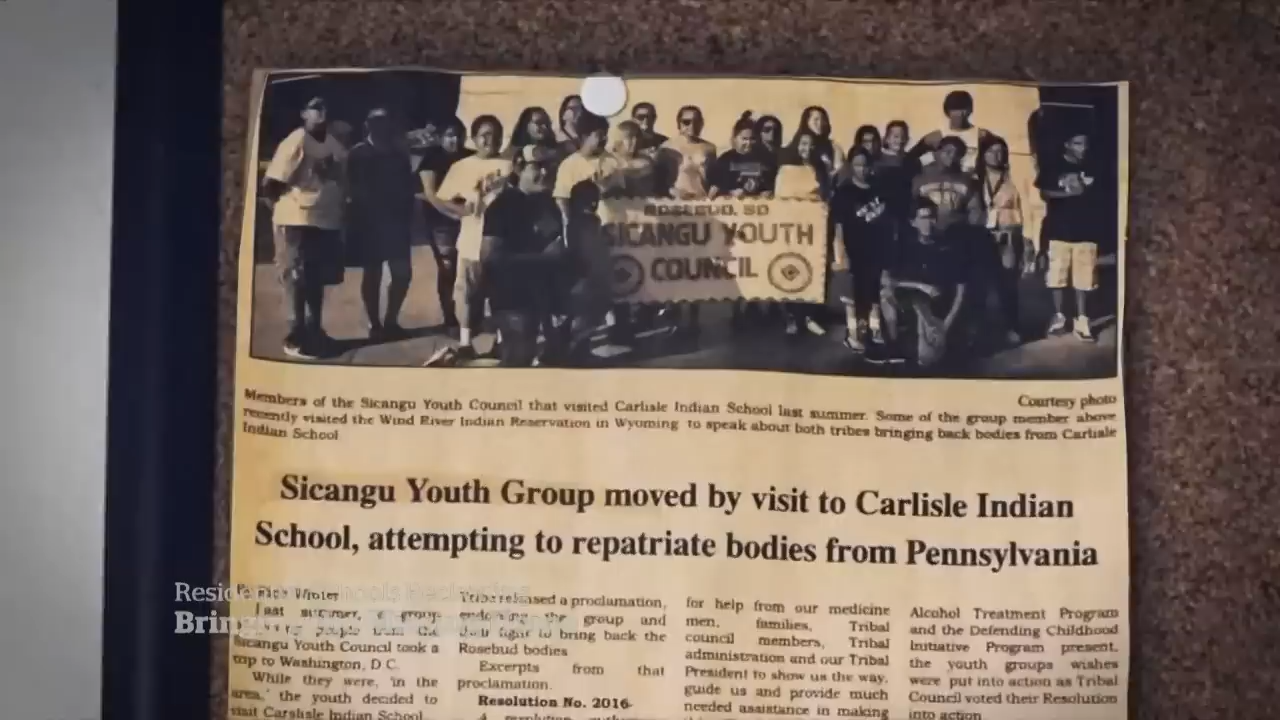 ROSEBUD, SD
SICANGU YOUTH
COUNCIL
Courtesy photo
Members of the Sicangu Youth Council that visited Carlisle Indian School last summer. Some of the group member above
recently visited the Wind River Indian Reservation in Wyoming to speak about both tribes bringing back bodies from Carlisle
Indian School
Sicangu Youth Group moved by visit to Carlisle Indian
School, attempting to repatriate bodies from Pennsylvania
Last summer, a group
people from the
Sicangu Youth Council took a
trip to Washington, D C.
While they were, 'in the
area,' the youth decided to
visit Carslisle Indian School
Tribe released a proclamation,
endorsing the group and
their fight to bring back the
Rosebud bodies
Excerpts from that
proclamation.
Resolution No. 2016-
A resolution
for help from our medicine
men, families, Tribal
council members, Tribal
administration and our Tribal
President to show us the way,
guide us and provide much
needed assistance in making
Alcohol Treatment Program
and the Defending Childhood
Initiative Program present,
the youth groups wishes
were put into action as Tribal
Council voted their Resolution
into action